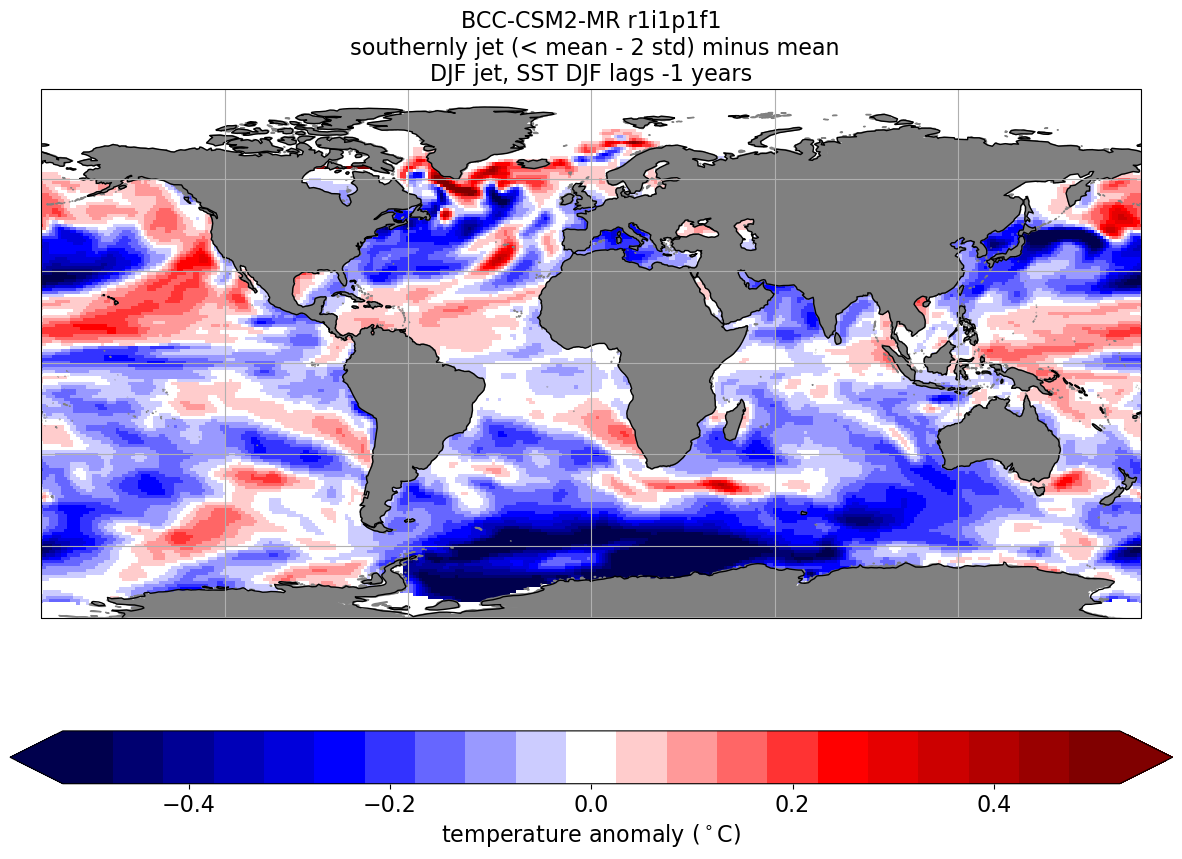 BCC-CSM2-MR r1i1p1f1
southernly jet (< mean - 2 std) minus mean
DJF jet, SST DJF lags -1 years
−0.4 −0.2 0.0 0.2 0.4
temperature anomaly (°C)